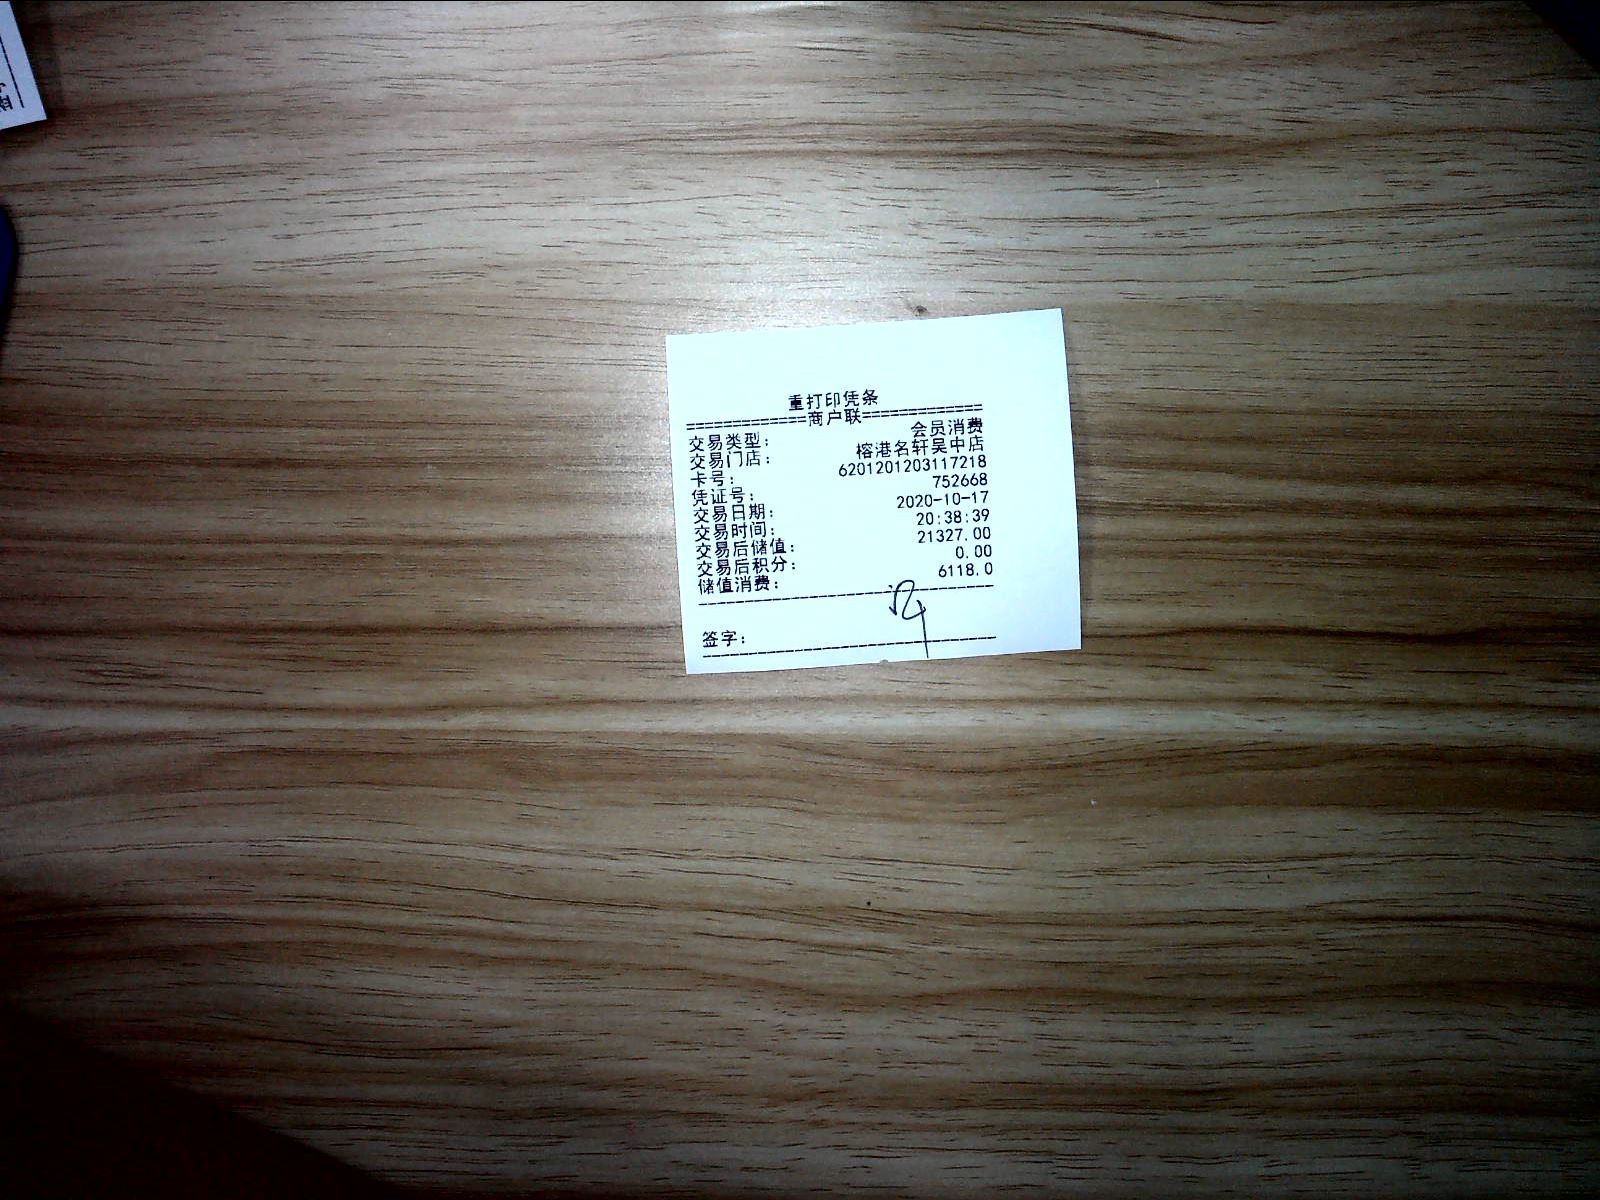 重打印凭条
=============商户联=============
交易类型: 会员消费
交易门店: 榕港名轩吴中店
卡号: 6201201203117218
凭证号: 752668
交易日期: 2020-10-17
交易时间: 20:38:39
交易后储值: 21327.00
交易后积分: 0.00
储值消费: 6118.0
签字: